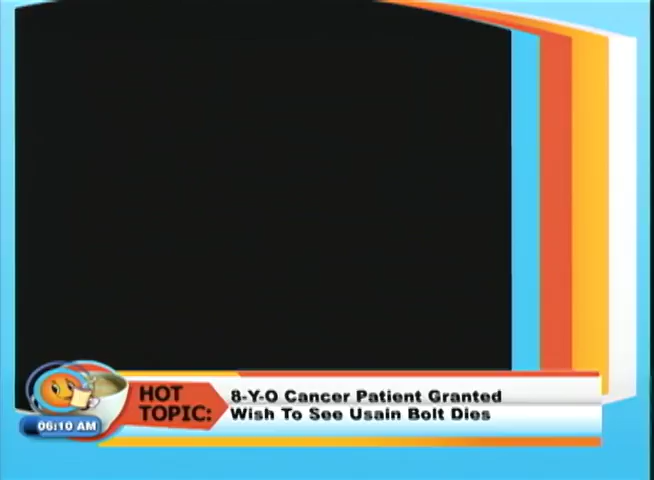 HOT
TOPIC:
8-Y-O Cancer Patient Granted
Wish To See Usain Bolt Dies
06:10 AM